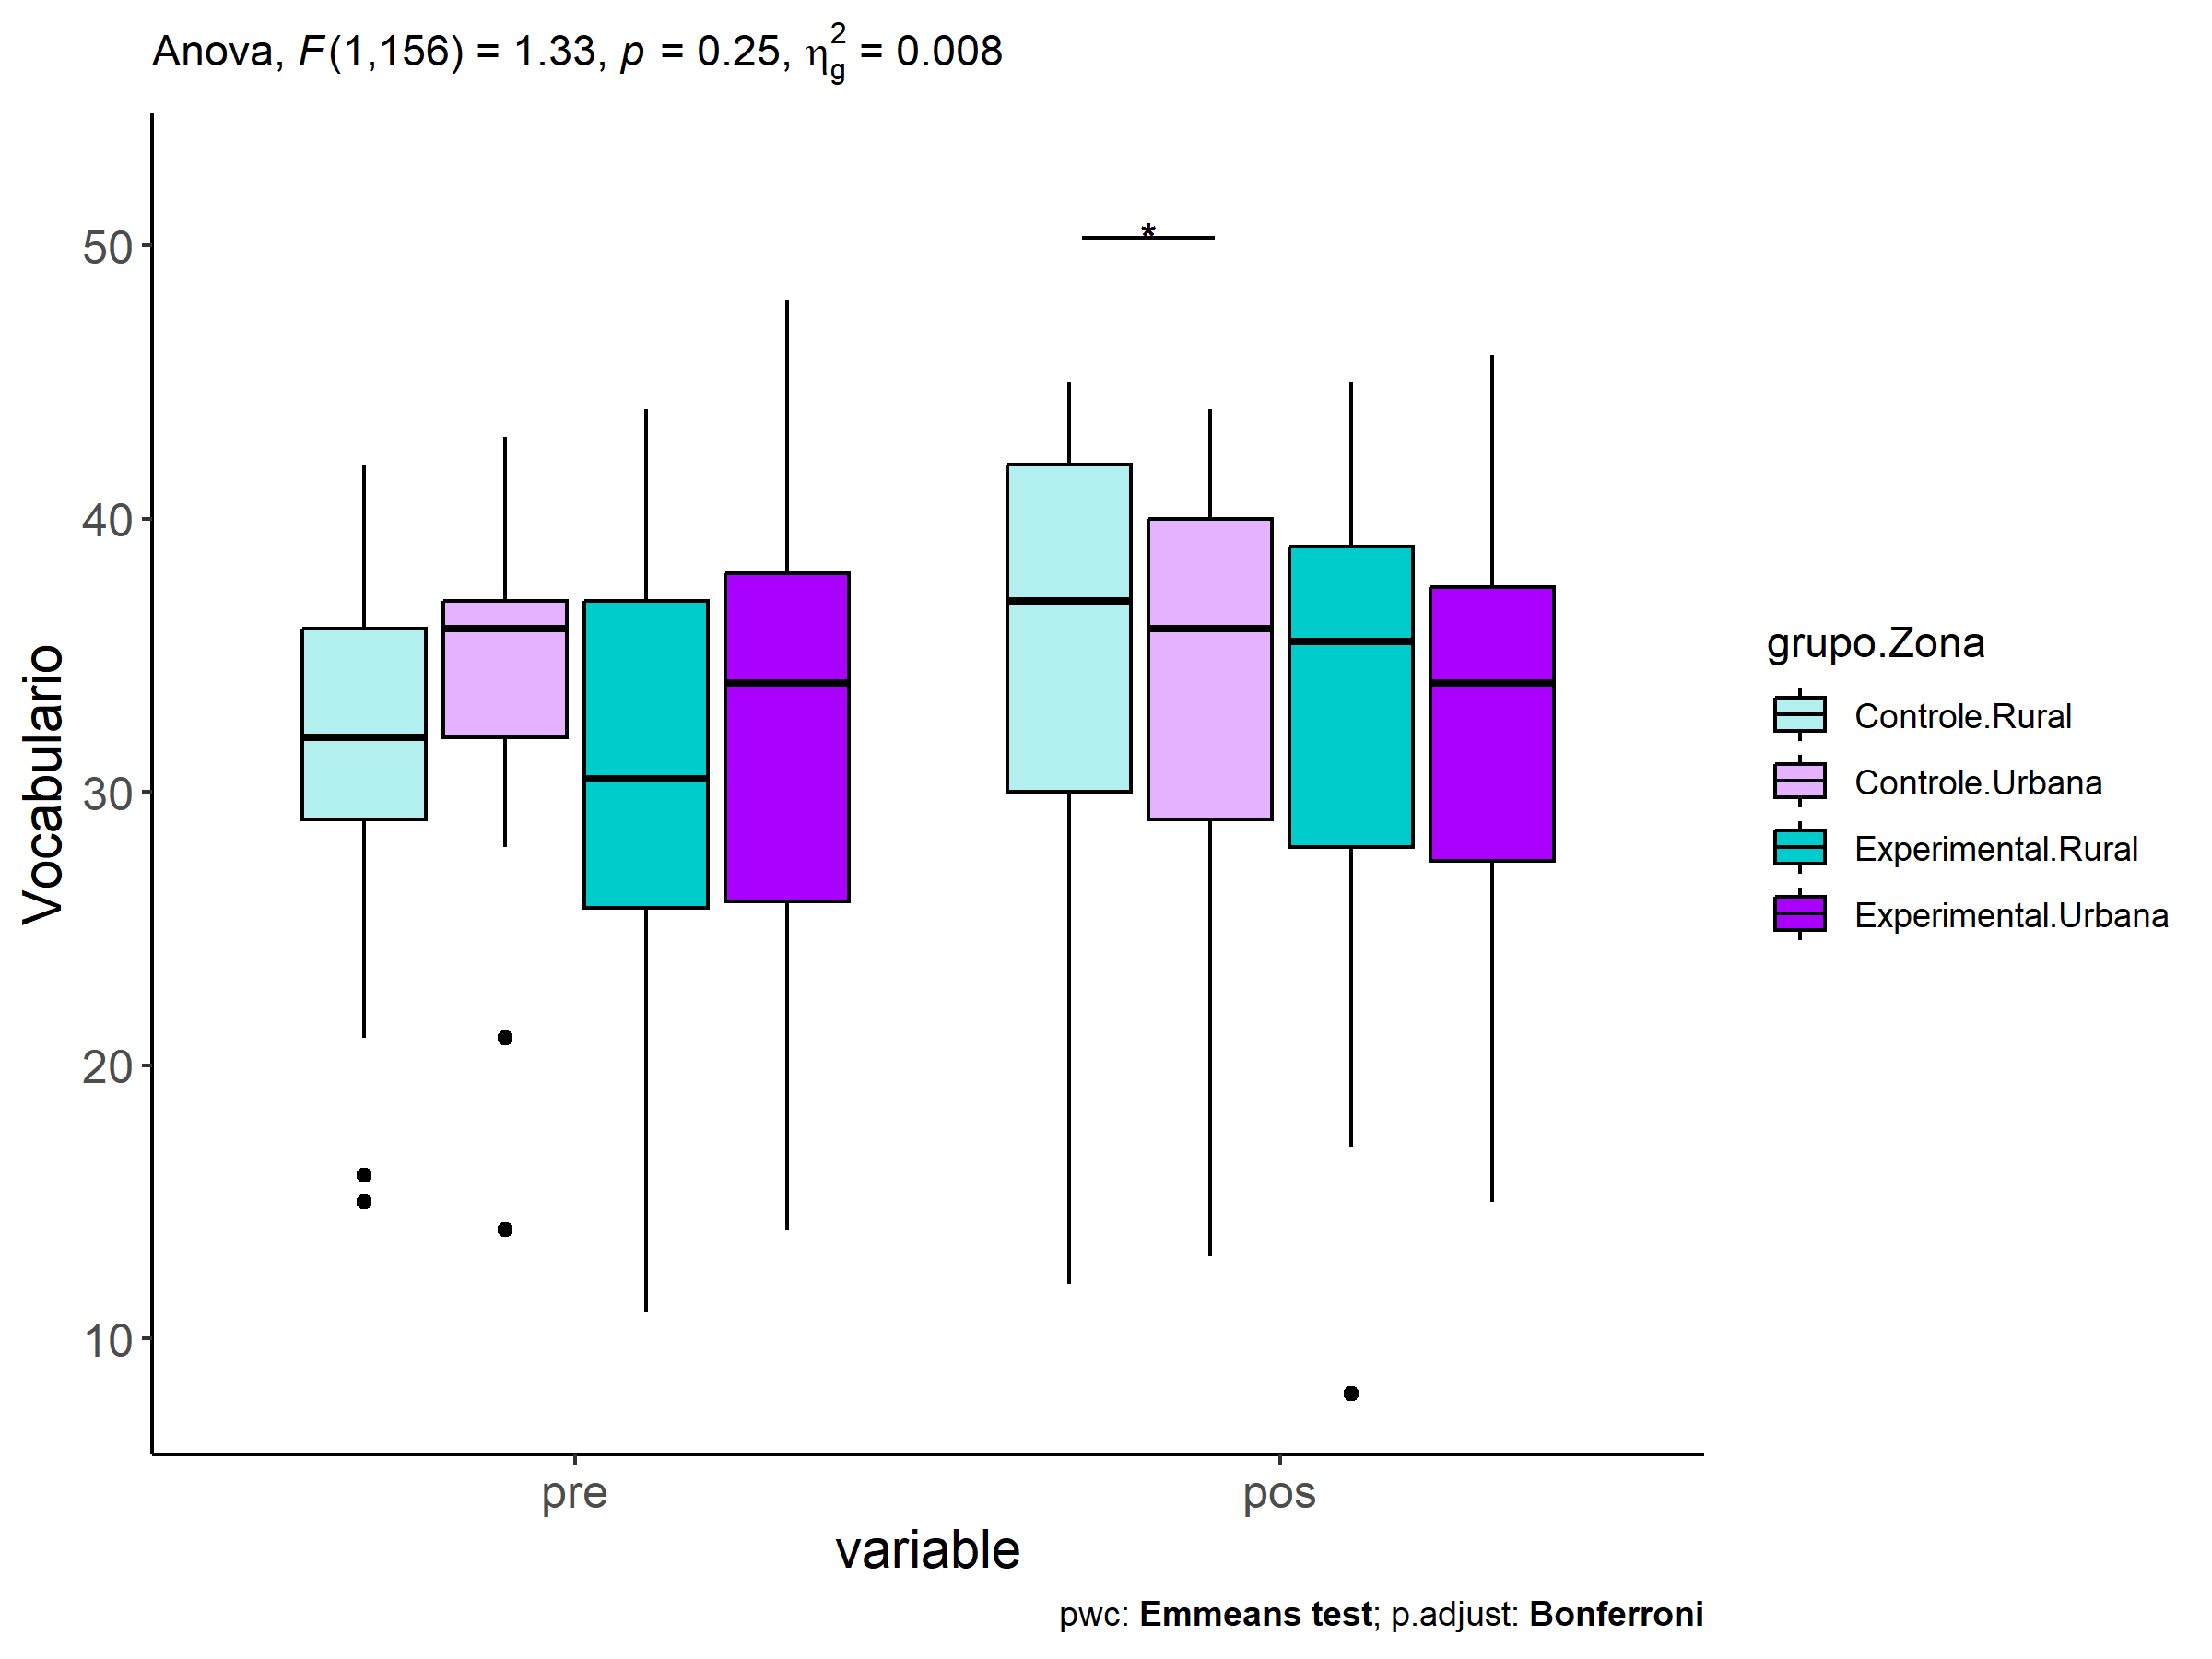 Anova, F(1,156) = 1.33, p = 0.25, η²g = 0.008
Vocabulario
50
40
30
20
10
*
pre
pos
variable
grupo.Zona
Controle.Rural
Controle.Urbana
Experimental.Rural
Experimental.Urbana
pwc: Emmeans test; p.adjust: Bonferroni